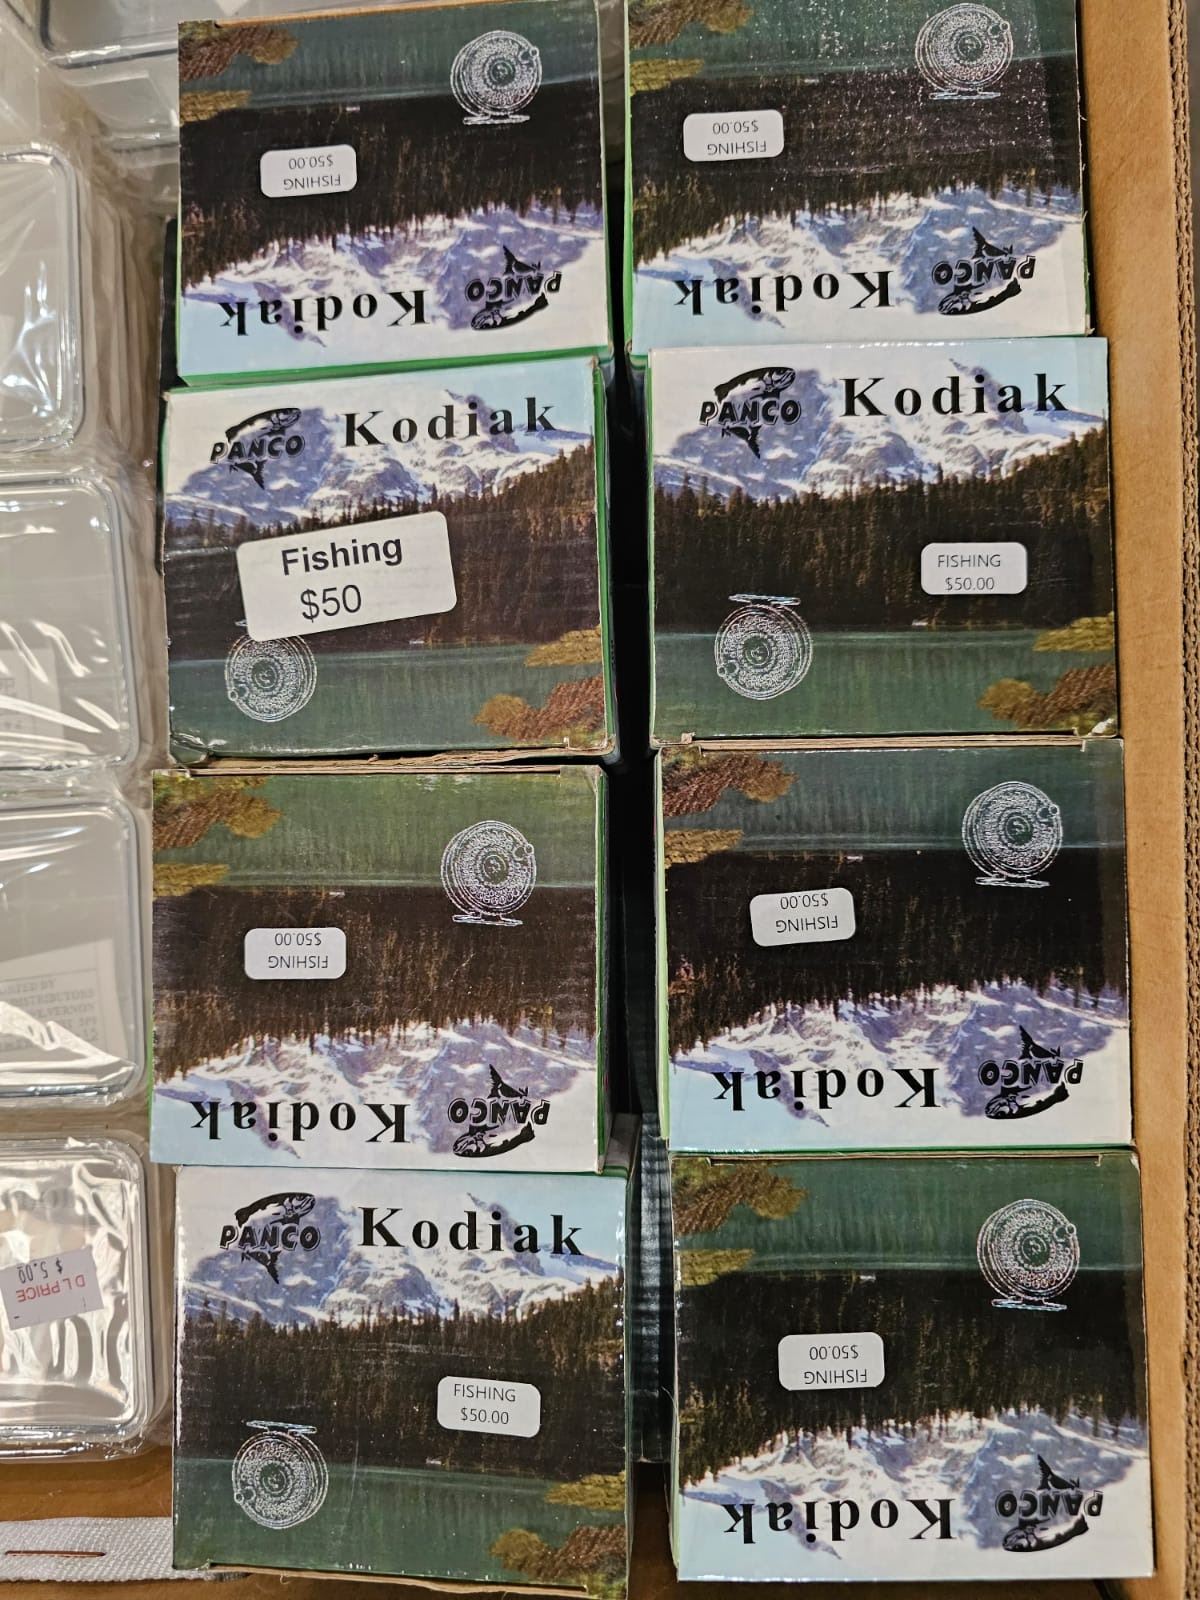 $50.00
FISHING
Kodiak
PANCO
$50.00
FISHING
Kodiak
PANCO
PANCO
Kodiak
Fishing
$50
PANCO
Kodiak
FISHING
$50.00
$50.00
FISHING
Kodiak
PANCO
$50.00
FISHING
Kodiak
PANCO
PANCO
Kodiak
FISHING
$50.00
$50.00
FISHING
Kodiak
PANCO
BY
DISTRIBUTORS
D L PRICE
$ 5.00